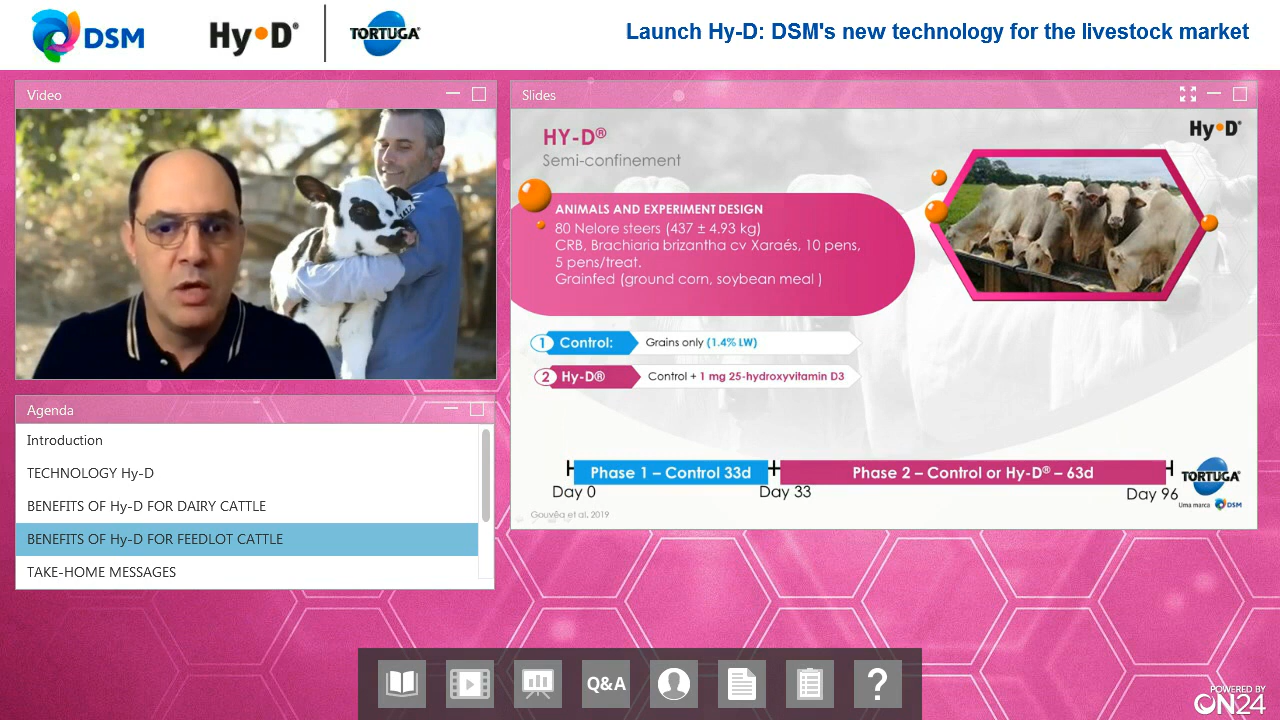 DSM
Hy•D®
TORTUGA®
Launch Hy-D: DSM's new technology for the livestock market
Video
Slides
HY-D®
Semi-confinement
Hy•D®
ANIMALS AND EXPERIMENT DESIGN
80 Nelore steers (437 ± 4.93 kg)
CRB, Brachiaria brizantha cv Xaraés, 10 pens,
5 pens/treat.
Grainfed (ground corn, soybean meal )
1 Control: Grains only (1.4% LW)
2 Hy-D® Control + 1 mg 25-hydroxyvitamin D3
Phase 1 – Control 33d
Phase 2 – Control or Hy-D® – 63d
Day 0
Day 33
Day 96
TORTUGA®
Uma marca DSM
Gouvêa et al. 2019
Agenda
Introduction
TECHNOLOGY Hy-D
BENEFITS OF Hy-D FOR DAIRY CATTLE
BENEFITS OF Hy-D FOR FEEDLOT CATTLE
TAKE-HOME MESSAGES
Q&A
?
POWERED BY
ON24